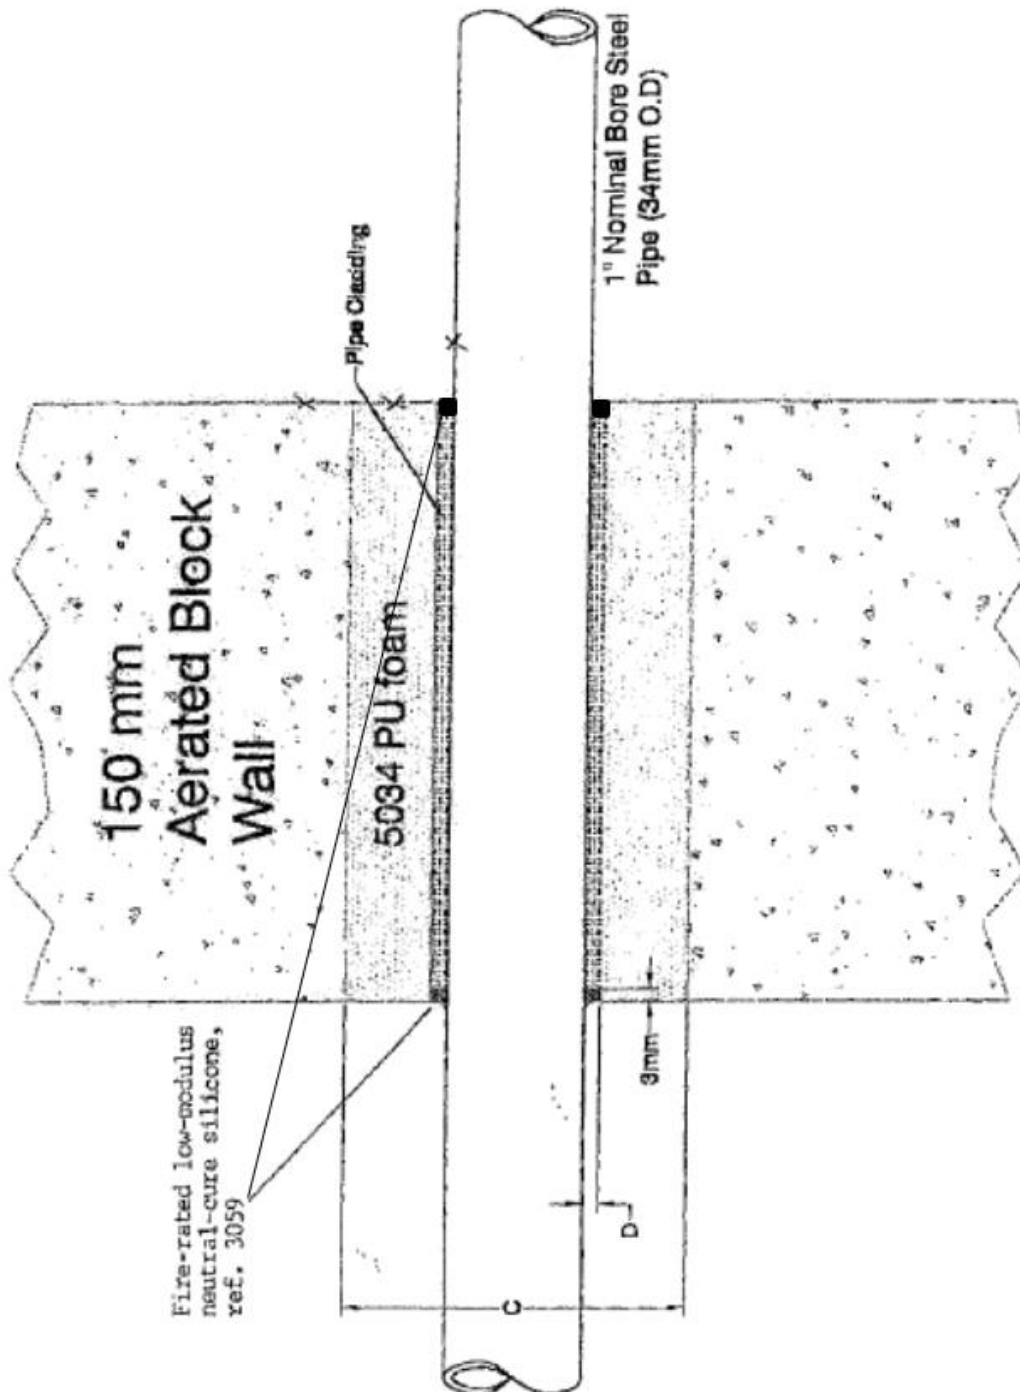 150 mm
Aerated Block
Wall
5034 PU foam
Pipe Cladding
1" Nominal Bore Steel
Pipe (34mm O.D)
Fire-rated low-modulus
neutral-cure silicone,
ref. 3059
3mm
D
C